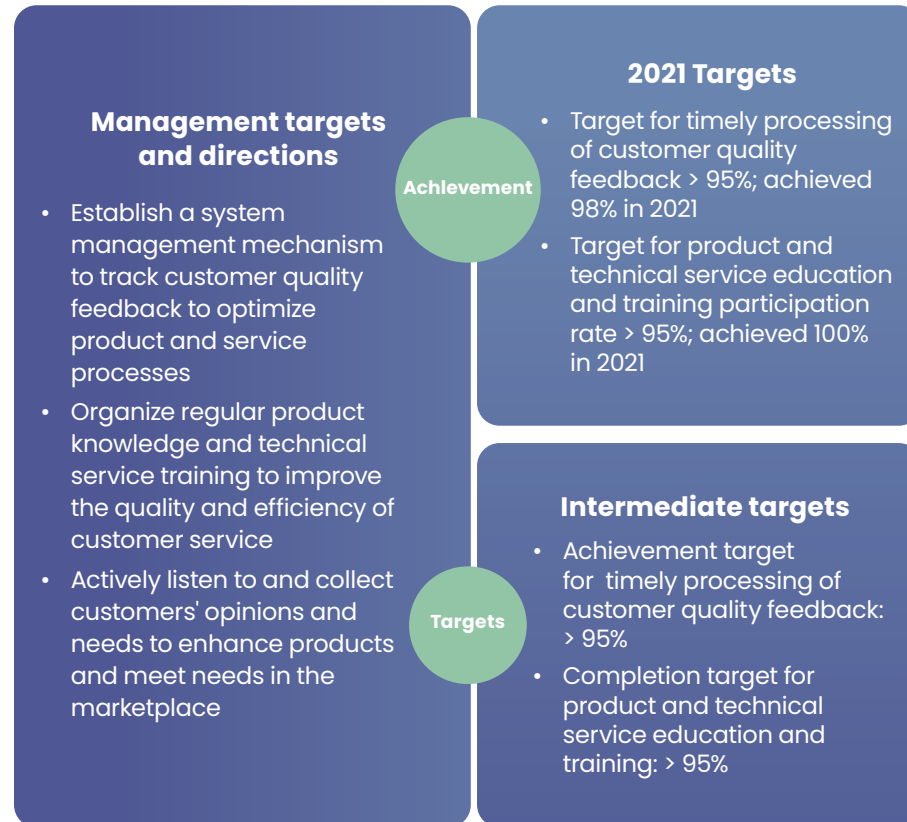 Management targets
and directions
• Establish a system
management mechanism
to track customer quality
feedback to optimize
product and service
processes
• Organize regular product
knowledge and technical
service training to improve
the quality and efficiency of
customer service
• Actively listen to and collect
customers' opinions and
needs to enhance products
and meet needs in the
marketplace
Achlevement
2021 Targets
• Target for timely processing
of customer quality
feedback > 95%; achieved
98% in 2021
• Target for product and
technical service education
and training participation
rate > 95%; achieved 100%
in 2021
Targets
Intermediate targets
• Achievement target
for  timely processing of
customer quality feedback:
> 95%
• Completion target for
product and technical
service education and
training: > 95%